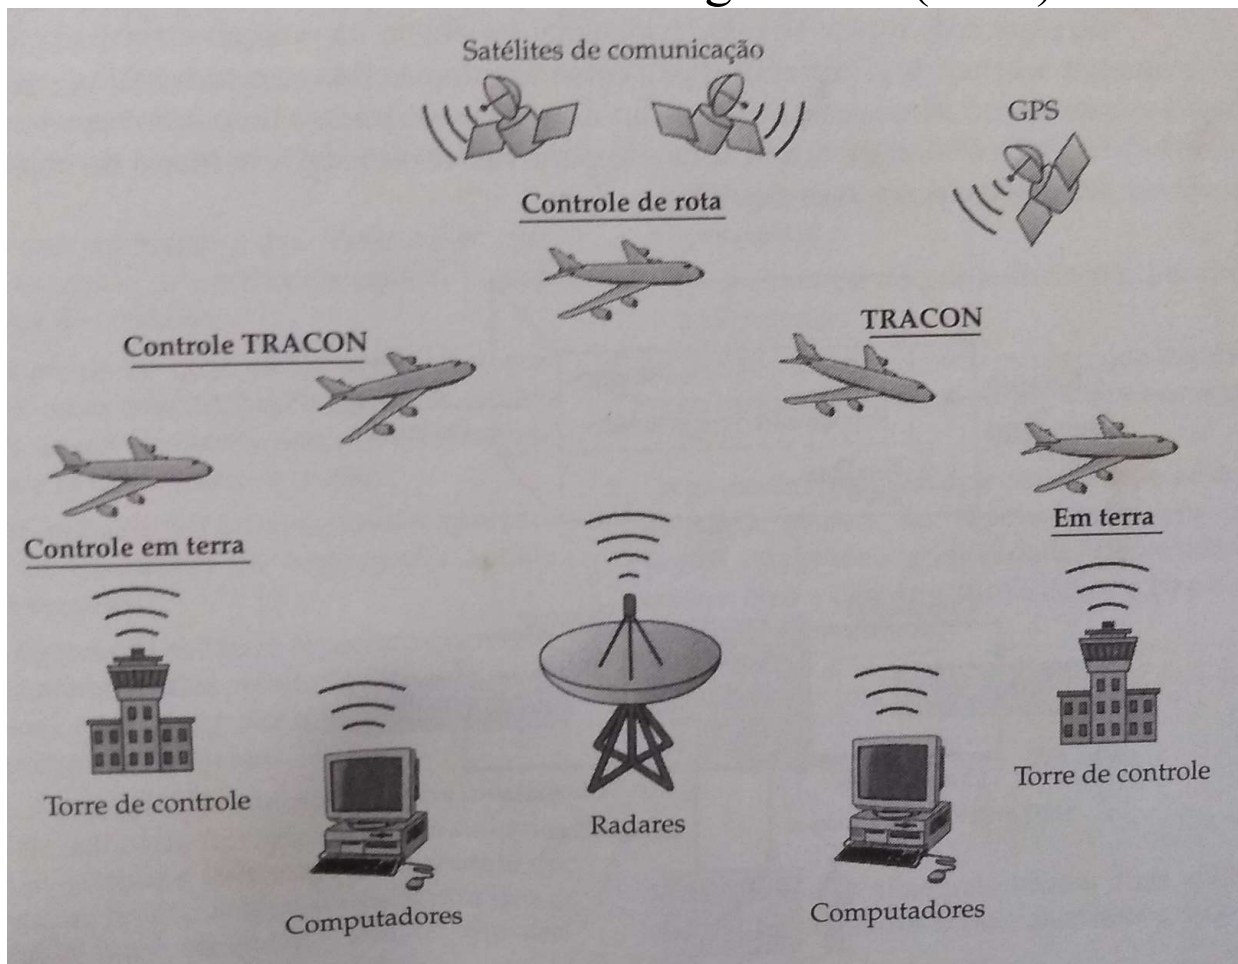 Satélites de comunicação
GPS
Controle de rota
TRACON
Controle TRACON
Em terra
Controle em terra
Torre de controle
Radares
Torre de controle
Computadores
Computadores